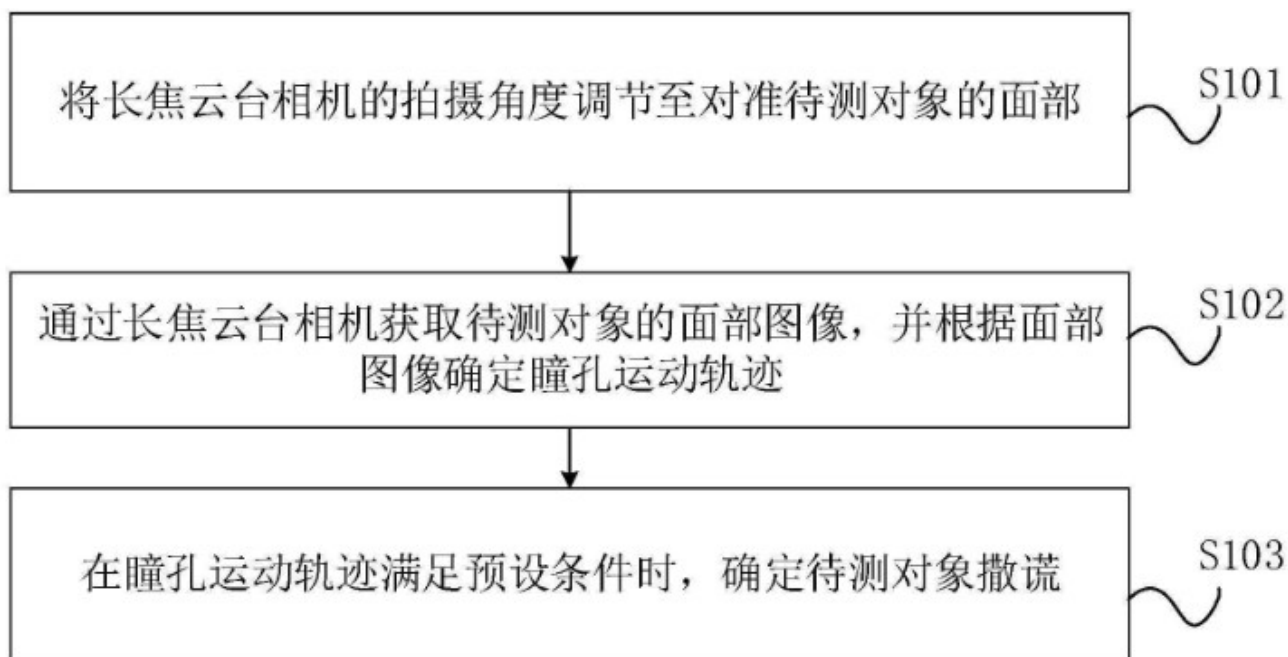 将长焦云台相机的拍摄角度调节至对准待测对象的面部
S101
通过长焦云台相机获取待测对象的面部图像，并根据面部
图像确定瞳孔运动轨迹
S102
在瞳孔运动轨迹满足预设条件时，确定待测对象撒谎
S103